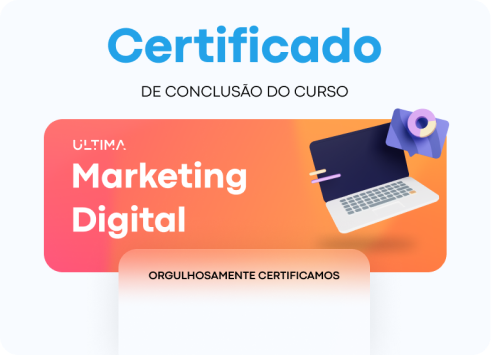 Certificado
DE CONCLUSÃO DO CURSO
ULTIMA
Marketing
Digital
ORGULHOSAMENTE CERTIFICAMOS